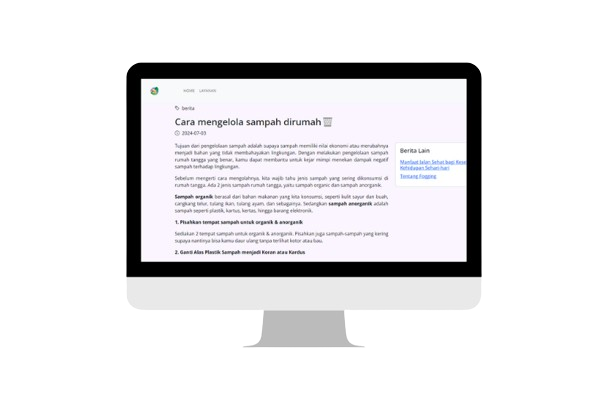 HOME LAYANAN
berita
Cara mengelola sampah dirumah
2024-07-03
Tujuan dari pengelolaan sampah adalah supaya sampah memiliki nilai ekonomi atau merubahnya
menjadi bahan yang tidak membahayakan lingkungan. Dengan melakukan pengelolaan sampah
rumah tangga yang benar, kamu dapat membantu untuk kejar mimpi menekan dampak negatif
sampah terhadap lingkungan.
Sebelum mengerti cara mengolahnya, kita wajib tahu jenis sampah yang sering dikonsumsi di
rumah tangga. Ada 2 jenis sampah rumah tangga, yaitu sampah organic dan sampah anorganik.
Sampah organik berasal dari bahan makanan yang kita konsumsi, seperti kulit sayur dan buah,
cangkang telur, tulang ikan, tulang ayam, dan sebagainya. Sedangkan sampah anorganik adalah
sampah seperti plastik, kartus, kertas, hingga barang elektronik.
1. Pisahkan tempat sampah untuk organik & anorganik
Sediakan 2 tempat sampah untuk organik & anorganik. Pisahkan juga sampah-sampah yang kering
supaya nantinya bisa kamu daur ulang tanpa terlihat kotor atau bau.
2. Ganti Alas Plastik Sampah menjadi Koran atau Kardus
Berita Lain
Manfaat Jalan Sehat bagi
Kehidupan Sehari-hari
Tentang Fogging